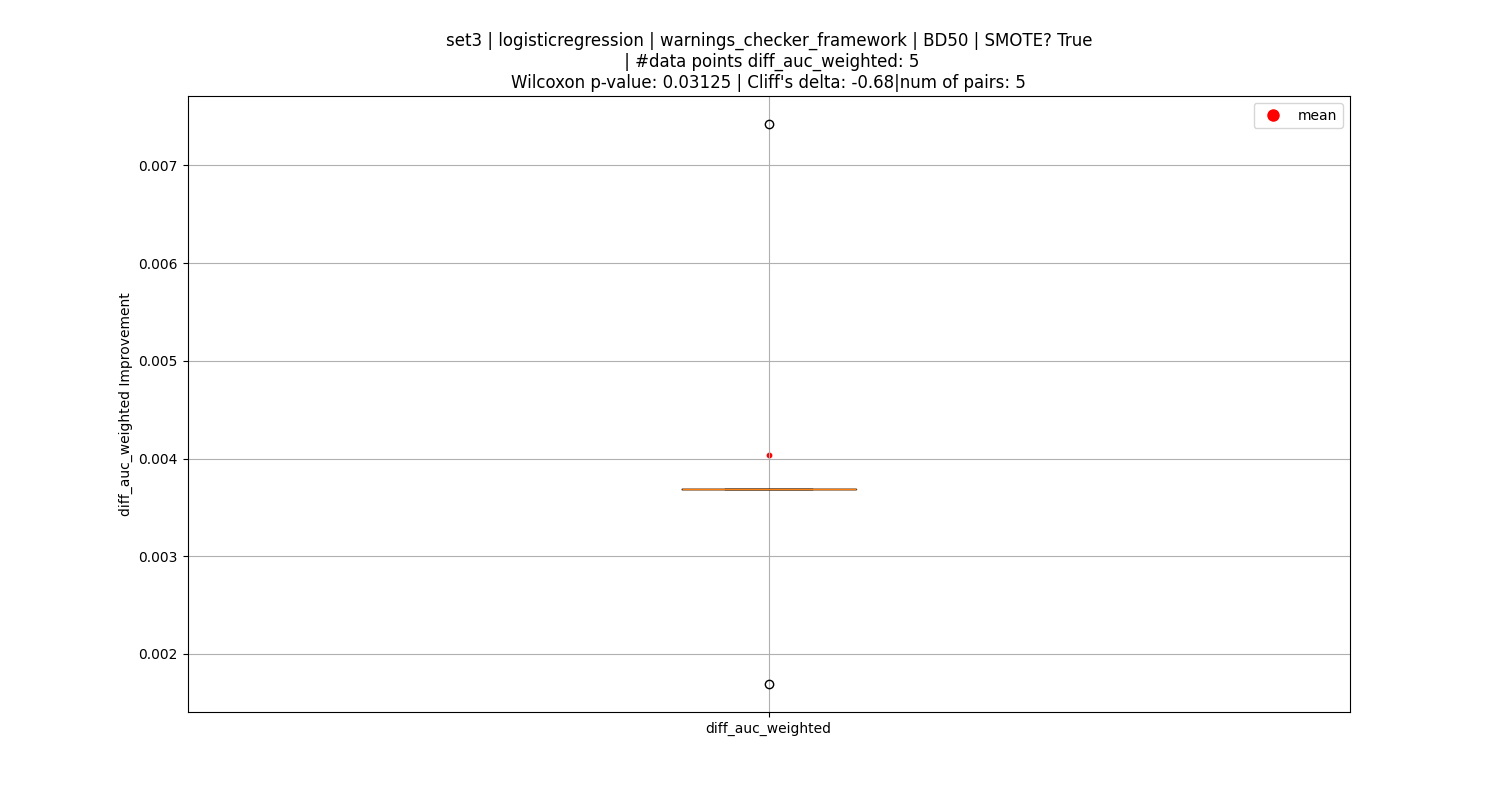 set3 | logisticregression | warnings_checker_framework | BD50 | SMOTE? True
| #data points diff_auc_weighted: 5
Wilcoxon p-value: 0.03125 | Cliff's delta: -0.68|num of pairs: 5
mean
0.007
0.006
0.005
0.004
0.003
0.002
diff_auc_weighted Improvement
diff_auc_weighted